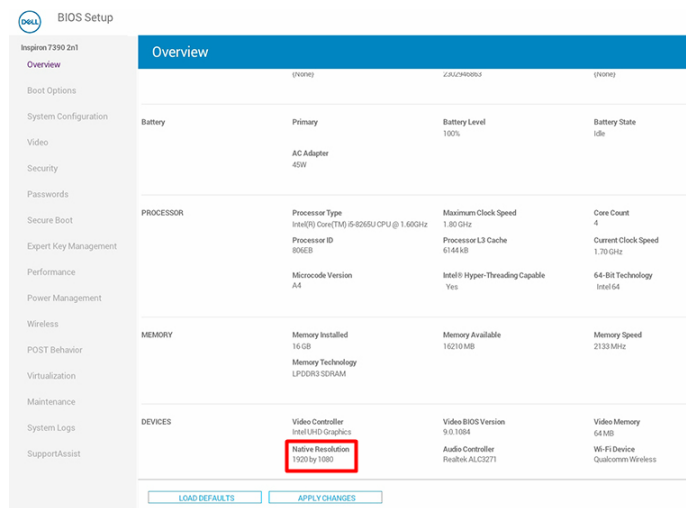 DELL
BIOS Setup
Inspiron 7390 2n1
Overview
Boot Options
System Configuration
Video
Security
Passwords
Secure Boot
Expert Key Management
Performance
Power Management
Wireless
POST Behavior
Virtualization
Maintenance
System Logs
SupportAssist
Overview
(None) 2302945863 (None)
Battery Primary Battery Level Battery State
100% Idle
AC Adapter
45W
PROCESSOR Processor Type Maximum Clock Speed Core Count
Intel(R) Core(TM) i5-8265U CPU @ 1.60GHz 1.80 GHz 4
Processor ID Processor L3 Cache Current Clock Speed
806EB 6144 kB 1.70 GHz
Microcode Version Intel® Hyper-Threading Capable 64-Bit Technology
A4 Yes Intel 64
MEMORY Memory Installed Memory Available Memory Speed
16 GB 16210 MB 2133 MHz
Memory Technology
LPDDR3 SDRAM
DEVICES Video Controller Video BIOS Version Video Memory
Intel UHD Graphics 9.0.1084 64 MB
Native Resolution Audio Controller Wi-Fi Device
1920 by 1080 Realtek ALC3271 Qualcomm Wireless
LOAD DEFAULTS APPLY CHANGES